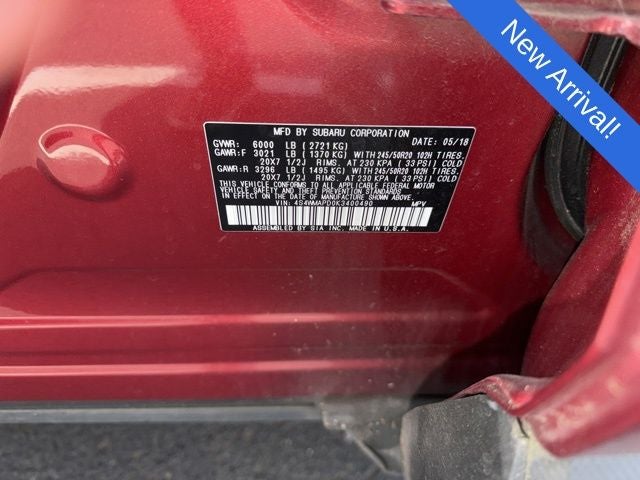 New Arrival!
MFD BY SUBARU CORPORATION
GVWR: 6000 LB (2721 KG) DATE: 05/18
GAWR:F 3021 LB (1370 KG) WITH 245/50R20 102H TIRES.
20X7 1/2J RIMS. AT 230 KPA (33 PSI) COLD
GAWR:R 3296 LB (1495 KG) WITH 245/50R20 102H TIRES.
20X7 1/2J RIMS. AT 230 KPA (33 PSI) COLD
THIS VEHICLE CONFORMS TO ALL APPLICABLE FEDERAL MOTOR
VEHICLE SAFETY AND THEFT PREVENTION STANDARDS
IN EFFECT ON THE DATE OF MANUFACTURE SHOWN ABOVE.
VIN: 4S4WMAPD0K3400490 MPV
ASSEMBLED BY SIA INC. IN U.S.A.